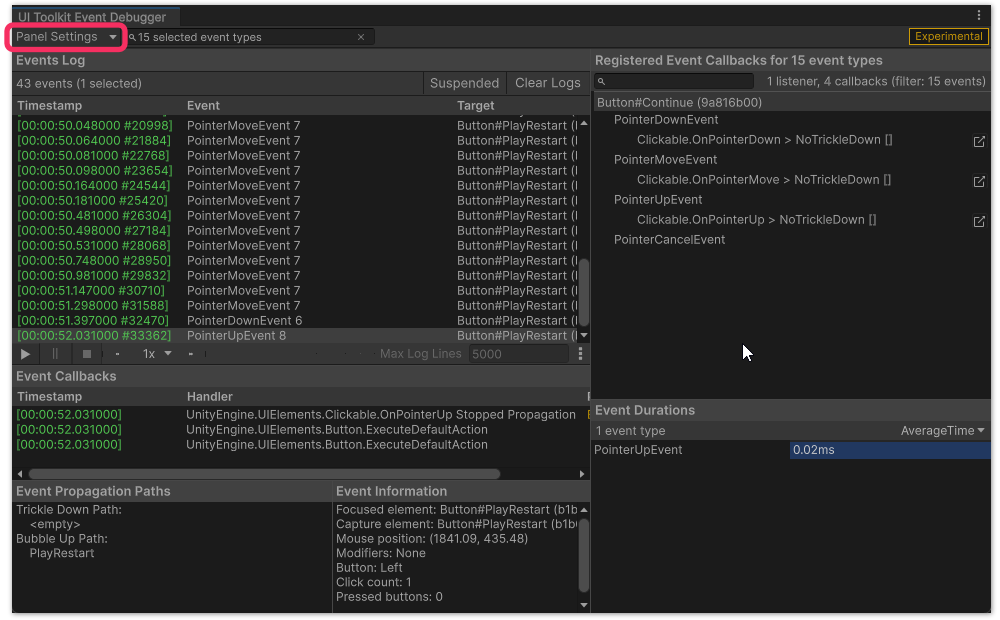 UI Toolkit Event Debugger
Panel Settings
15 selected event types
Experimental
Events Log
43 events (1 selected)
Suspended
Clear Logs
Timestamp Event Target
[00:00:50.048000 #20998] PointerMoveEvent 7 Button#PlayRestart (
[00:00:50.064000 #21884] PointerMoveEvent 7 Button#PlayRestart (
[00:00:50.081000 #22768] PointerMoveEvent 7 Button#PlayRestart (
[00:00:50.098000 #23654] PointerMoveEvent 7 Button#PlayRestart (
[00:00:50.164000 #24544] PointerMoveEvent 7 Button#PlayRestart (
[00:00:50.181000 #25420] PointerMoveEvent 7 Button#PlayRestart (
[00:00:50.481000 #26304] PointerMoveEvent 7 Button#PlayRestart (
[00:00:50.498000 #27184] PointerMoveEvent 7 Button#PlayRestart (
[00:00:50.531000 #28068] PointerMoveEvent 7 Button#PlayRestart (
[00:00:50.748000 #28950] PointerMoveEvent 7 Button#PlayRestart (
[00:00:50.981000 #29832] PointerMoveEvent 7 Button#PlayRestart (
[00:00:51.147000 #30710] PointerMoveEvent 7 Button#PlayRestart (
[00:00:51.298000 #31588] PointerMoveEvent 7 Button#PlayRestart (
[00:00:51.397000 #32470] PointerDownEvent 6 Button#PlayRestart (
[00:00:52.031000 #33362] PointerUpEvent 8 Button#PlayRestart (
1x
Max Log Lines 5000
Event Callbacks
Timestamp Handler
[00:00:52.031000] UnityEngine.UIElements.Clickable.OnPointerUp Stopped Propagation
[00:00:52.031000] UnityEngine.UIElements.Button.ExecuteDefaultAction
[00:00:52.031000] UnityEngine.UIElements.Button.ExecuteDefaultAction
Event Propagation Paths
Trickle Down Path:
<empty>
Bubble Up Path:
PlayRestart
Event Information
Focused element: Button#PlayRestart (b1b
Capture element: Button#PlayRestart (b1b
Mouse position: (1841.09, 435.48)
Modifiers: None
Button: Left
Click count: 1
Pressed buttons: 0
Registered Event Callbacks for 15 event types
1 listener, 4 callbacks (filter: 15 events)
Button#Continue (9a816b00)
PointerDownEvent
Clickable.OnPointerDown > NoTrickleDown []
PointerMoveEvent
Clickable.OnPointerMove > NoTrickleDown []
PointerUpEvent
Clickable.OnPointerUp > NoTrickleDown []
PointerCancelEvent
Event Durations
1 event type
AverageTime
PointerUpEvent 0.02ms